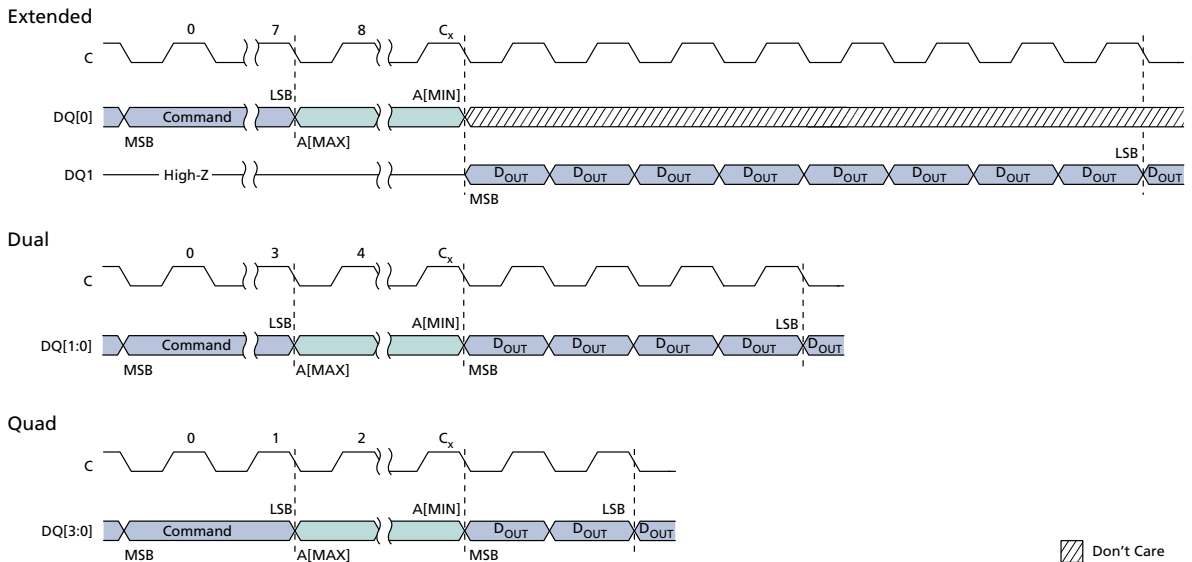 Extended
0 7 8 Cx
C
LSB A[MIN]
DQ[0] Command
MSB A[MAX]
LSB
DQ1 High-Z DOUT DOUT DOUT DOUT DOUT DOUT DOUT DOUT DOUT
MSB
Dual
0 3 4 Cx
C
LSB A[MIN] LSB
DQ[1:0] Command DOUT DOUT DOUT DOUT DOUT
MSB A[MAX] MSB
Quad
0 1 2 Cx
C
LSB A[MIN] LSB
DQ[3:0] Command DOUT DOUT DOUT
MSB A[MAX] MSB
Don't Care